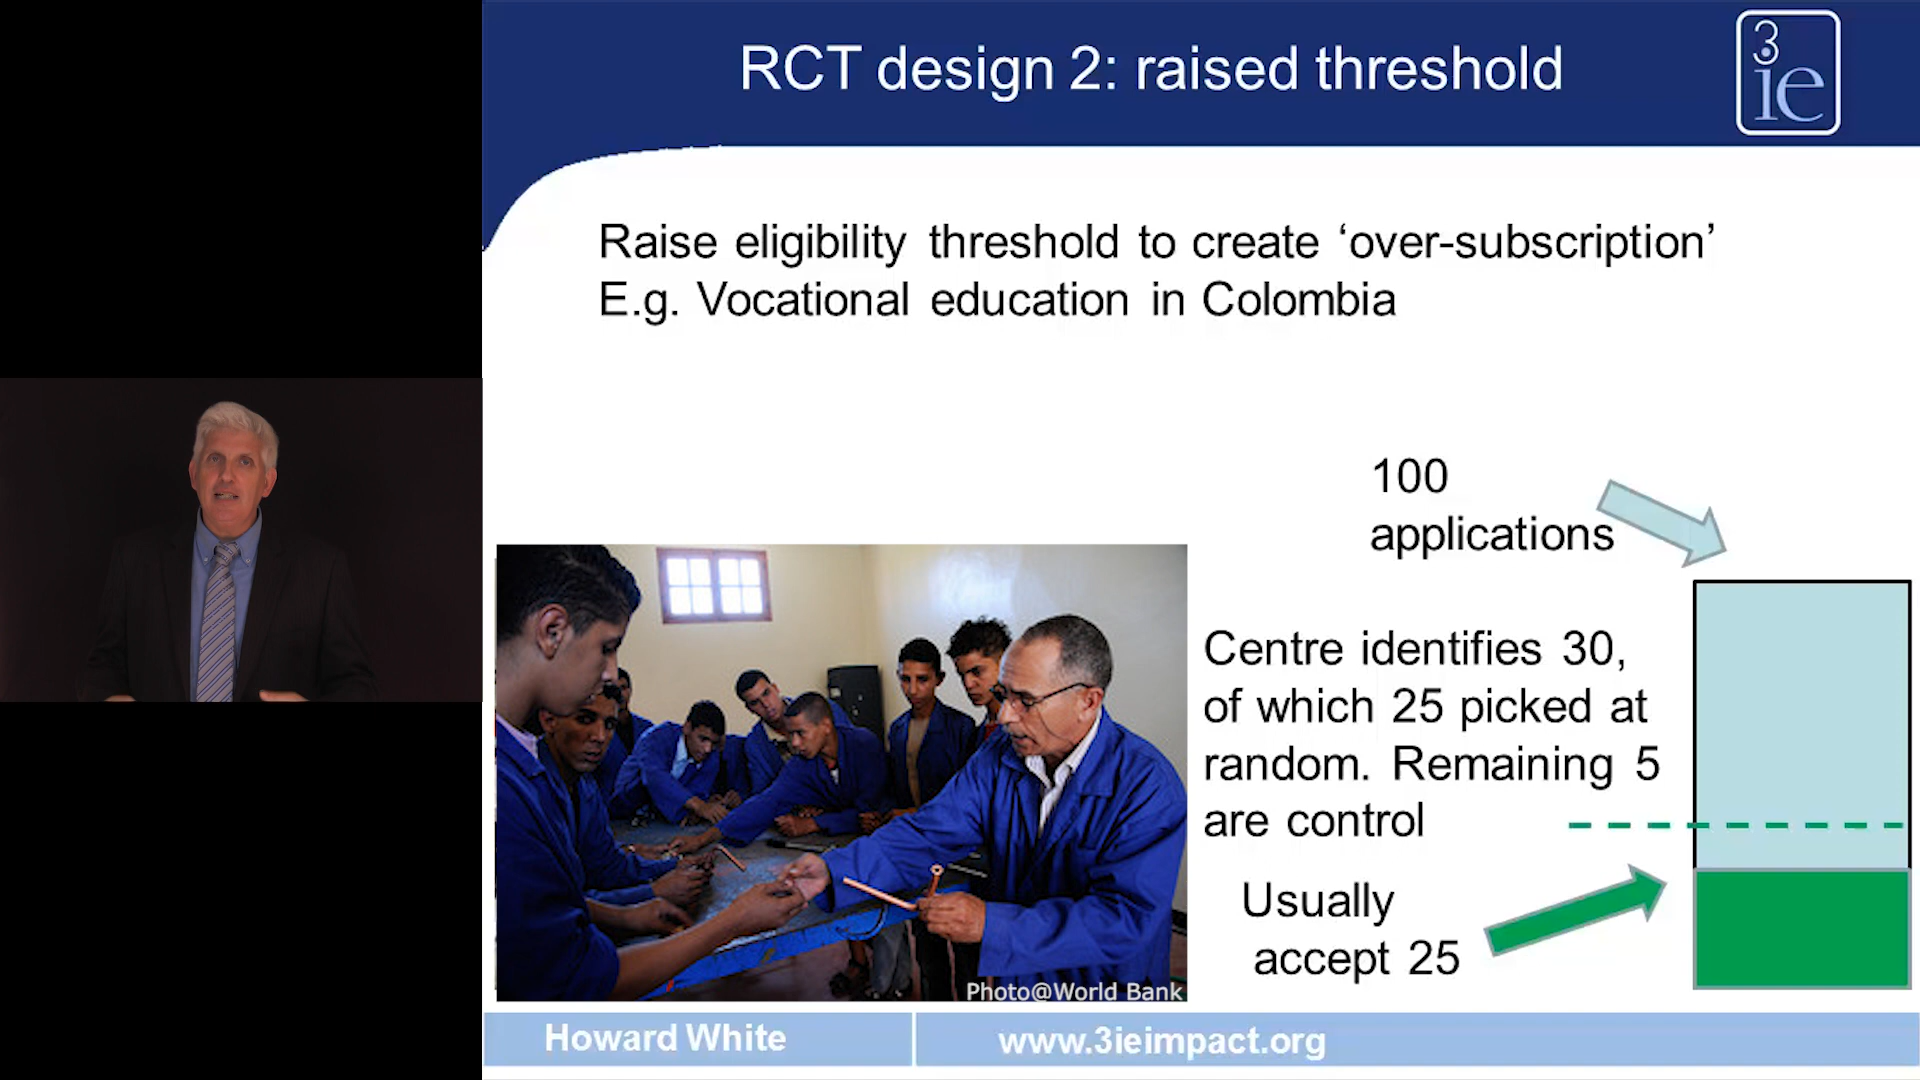 RCT design 2: raised threshold
3
ie
Raise eligibility threshold to create ‘over-subscription’
E.g. Vocational education in Colombia
100
applications
Centre identifies 30,
of which 25 picked at
random. Remaining 5
are control
Usually
accept 25
Photo@World Bank
Howard White
www.3ieimpact.org